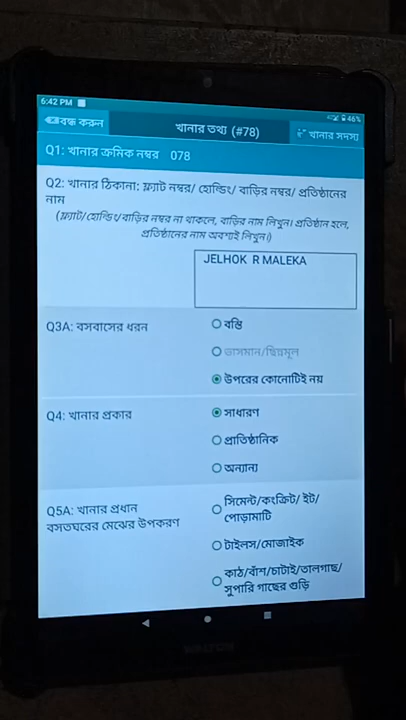 6:42 PM
46%
বন্ধ করুন
খানার তথ্য (#78)
খানার সদস্য
Q1: খানার ক্রমিক নম্বর 078
Q2: খানার ঠিকানা: ফ্ল্যাট নম্বর/ হোল্ডিং/ বাড়ির নম্বর/ প্রতিষ্ঠানের
নাম
(ফ্ল্যাট/হোল্ডিং/বাড়ির নম্বর না থাকলে, বাড়ির নাম লিখুন। প্রতিষ্ঠান হলে,
প্রতিষ্ঠানের নাম অবশ্যই লিখুন।)
JELHOK R MALEKA
Q3A: বসবাসের ধরন
বস্তি
ভাসমান/ছিন্নমূল
উপরের কোনোটিই নয়
Q4: খানার প্রকার
সাধারণ
প্রাতিষ্ঠানিক
অন্যান্য
Q5A: খানার প্রধান
বসতঘরের মেঝের উপকরণ
সিমেন্ট/কংক্রিট/ ইট/
পোড়ামাটি
টাইলস/মোজাইক
কাঠ/বাঁশ/চাটাই/তালগাছ/
সুপারি গাছের গুড়ি
WALTON